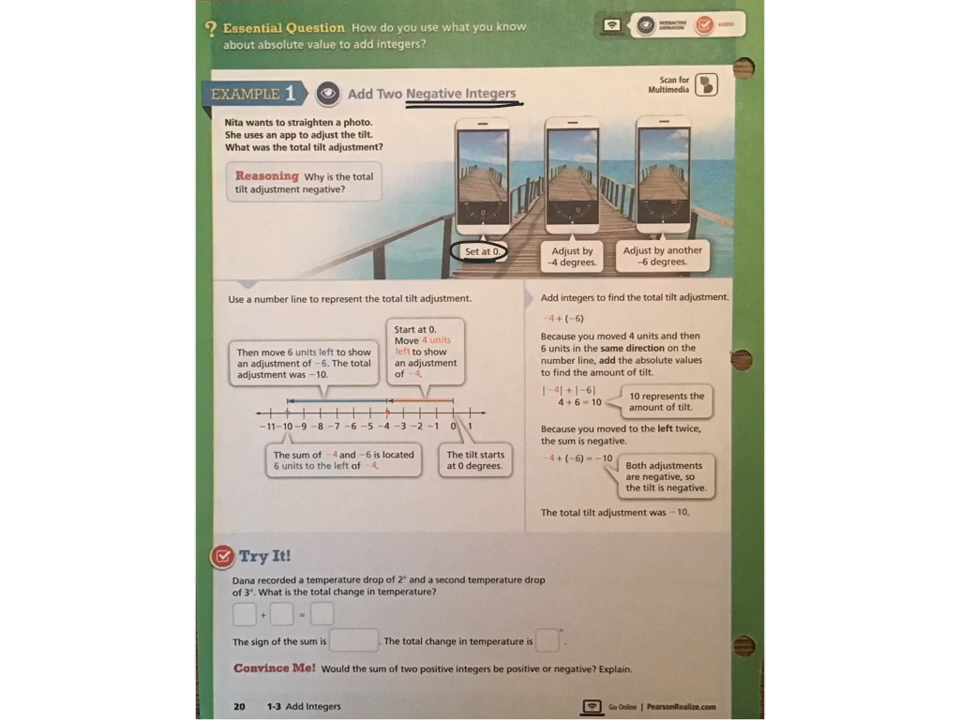 ? Essential Question How do you use what you know
about absolute value to add integers?
ASSESS
EXAMPLE 1 Add Two Negative Integers
Scan for
Multimedia
Nita wants to straighten a photo.
She uses an app to adjust the tilt.
What was the total tilt adjustment?
Reasoning Why is the total
tilt adjustment negative?
Set at 0.
Adjust by
-4 degrees.
Adjust by another
-6 degrees.
Use a number line to represent the total tilt adjustment.
Start at 0.
Move 4 units
left to show
an adjustment
of -4.
Then move 6 units left to show
an adjustment of -6. The total
adjustment was -10.
-11 -10 -9 -8 -7 -6 -5 -4 -3 -2 -1 0 1
The sum of -4 and -6 is located
6 units to the left of -4.
The tilt starts
at 0 degrees.
Add integers to find the total tilt adjustment.
-4 + (-6)
Because you moved 4 units and then
6 units in the same direction on the
number line, add the absolute values
to find the amount of tilt.
|-4| + |-6|
4 + 6 = 10
10 represents the
amount of tilt.
Because you moved to the left twice,
the sum is negative.
-4 + (-6) = -10
Both adjustments
are negative, so
the tilt is negative.
The total tilt adjustment was -10.
Try It!
Dana recorded a temperature drop of 2° and a second temperature drop
of 3°. What is the total change in temperature?
+ =
The sign of the sum is . The total change in temperature is °.
Convince Me! Would the sum of two positive integers be positive or negative? Explain.
20 1-3 Add Integers
Go Online | PearsonRealize.com